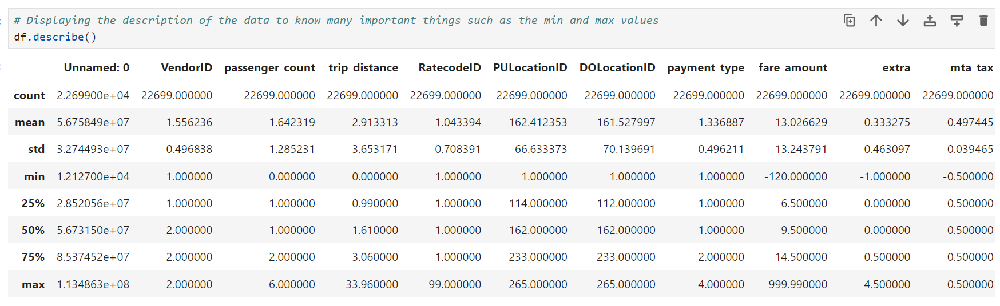 # Displaying the description of the data to know many important things such as the min and max values
df.describe()
Unnamed: 0 VendorID passenger_count trip_distance RatecodeID PULocationID DOLocationID payment_type fare_amount extra mta_tax
count 2.269900e+04 22699.000000 22699.000000 22699.000000 22699.000000 22699.000000 22699.000000 22699.000000 22699.000000 22699.000000 22699.000000
mean 5.675849e+07 1.556236 1.642319 2.913313 1.043394 162.412353 161.527997 1.336887 13.026629 0.333275 0.497445
std 3.274493e+07 0.496838 1.285231 3.653171 0.708391 66.633373 70.139691 0.496211 13.243791 0.463097 0.039465
min 1.212700e+04 1.000000 0.000000 0.000000 1.000000 1.000000 1.000000 1.000000 -120.000000 -1.000000 -0.500000
25% 2.852056e+07 1.000000 1.000000 0.990000 1.000000 114.000000 112.000000 1.000000 6.500000 0.000000 0.500000
50% 5.673150e+07 2.000000 1.000000 1.610000 1.000000 162.000000 162.000000 1.000000 9.500000 0.000000 0.500000
75% 8.537452e+07 2.000000 2.000000 3.060000 1.000000 233.000000 233.000000 2.000000 14.500000 0.500000 0.500000
max 1.134863e+08 2.000000 6.000000 33.960000 99.000000 265.000000 265.000000 4.000000 999.990000 4.500000 0.500000